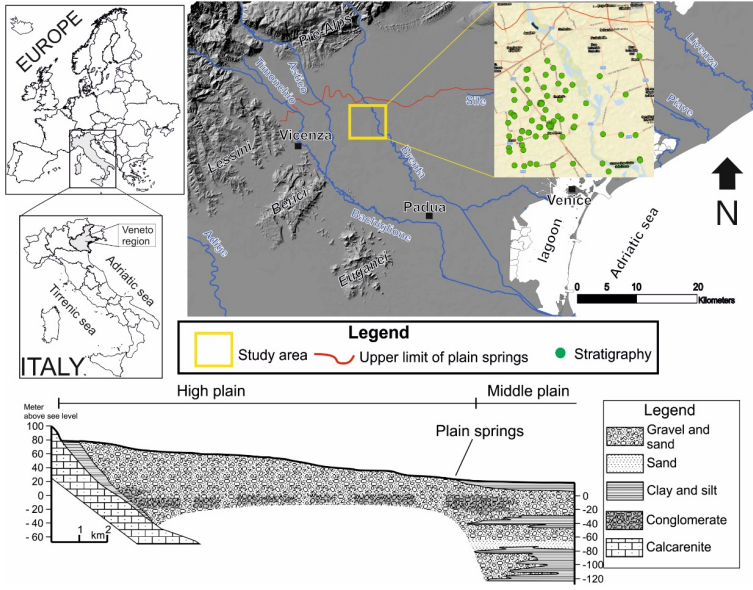 EUROPE
Veneto
region
Adriatic sea
Tirrenic sea
ITALY
Pre-Alps
Astico
Timonchio
Vicenza
Lessini
Berici
Bachiglione
Padua
Euganei
Adige
Brenta
Sile
Livenza
Piave
Venice
lagoon
Adriatic sea
N
0 5 10 20
Kilometers
Legend
Study area
Upper limit of plain springs
Stratigraphy
High plain
Middle plain
Meter
above see level
Plain springs
100
80
60
40
20
0
- 20
- 40
- 60
1 2
km
0
-20
-40
-60
-80
-100
-120
Legend
Gravel and
sand
Sand
Clay and silt
Conglomerate
Calcarenite